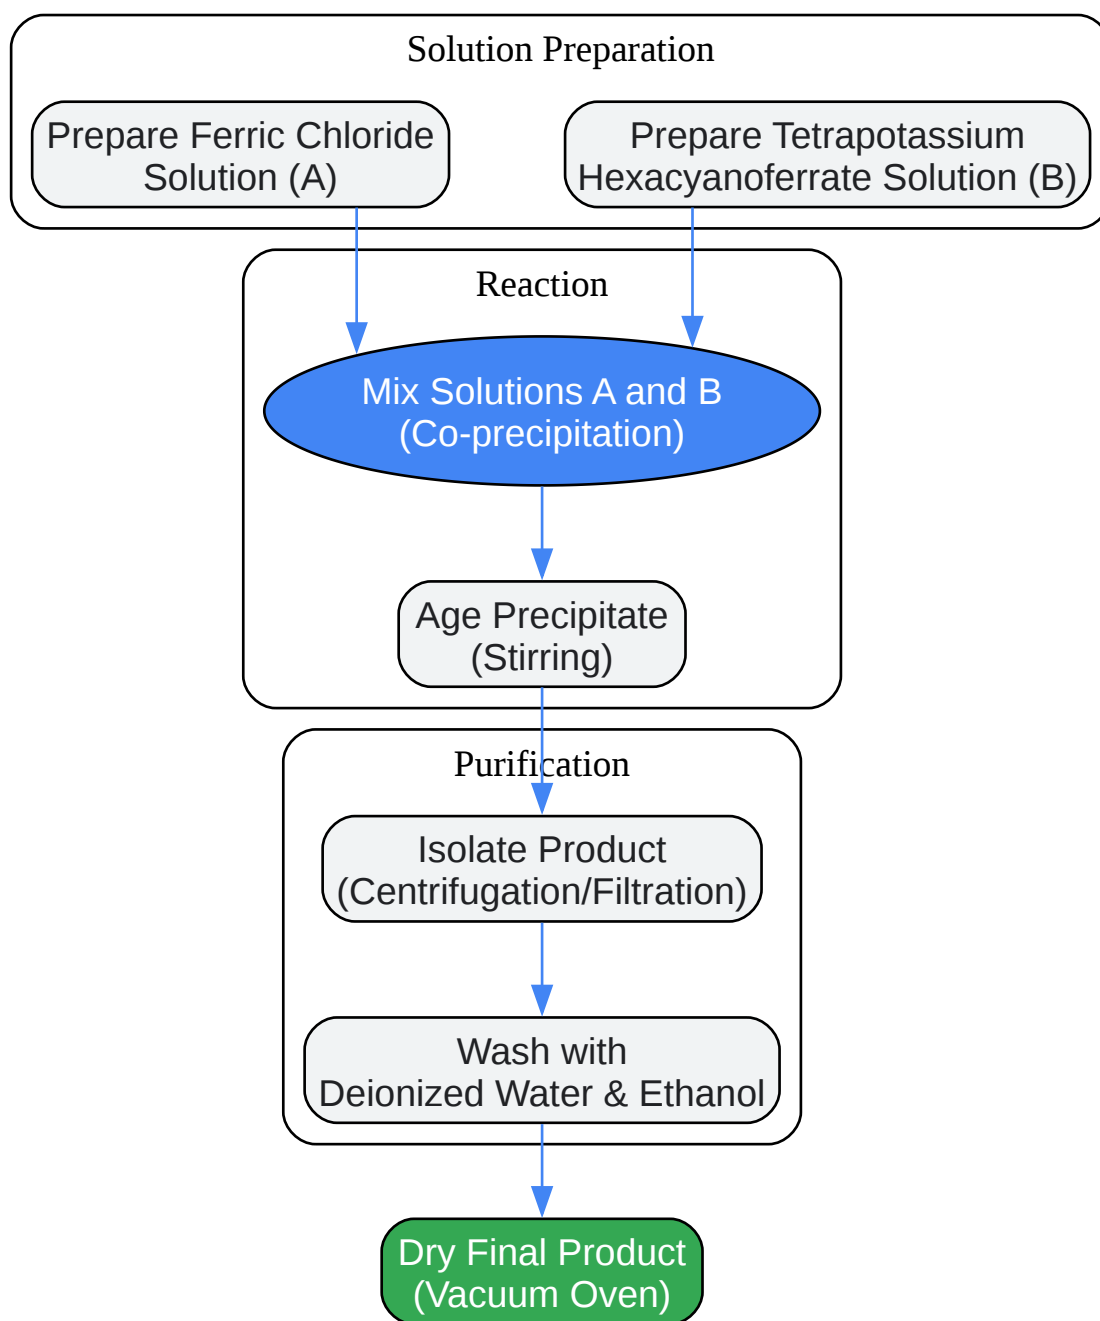 Solution Preparation
Prepare Ferric Chloride
Solution (A)
Prepare Tetrapotassium
Hexacyanoferrate Solution (B)
Reaction
Mix Solutions A and B
(Co-precipitation)
Age Precipitate
(Stirring)
Purification
Isolate Product
(Centrifugation/Filtration)
Wash with
Deionized Water & Ethanol
Dry Final Product
(Vacuum Oven)